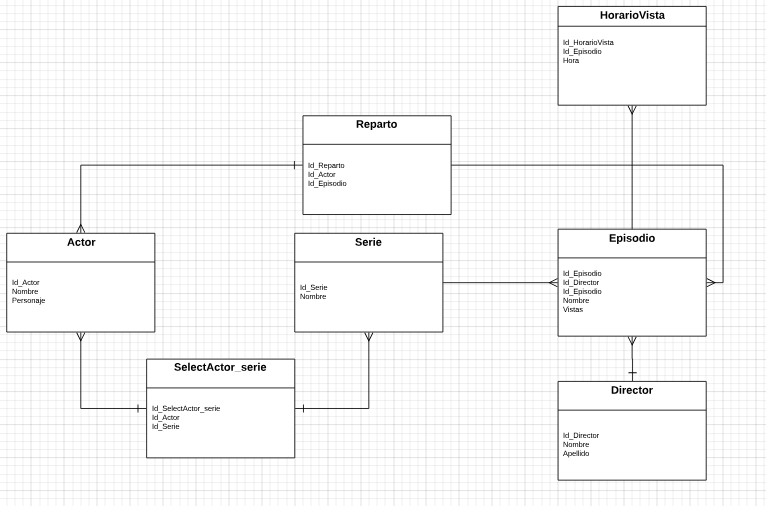 HorarioVista
Id_HorarioVista
Id_Episodio
Hora
Reparto
Id_Reparto
Id_Actor
Id_Episodio
Actor
Id_Actor
Nombre
Personaje
Serie
Id_Serie
Nombre
Episodio
Id_Episodio
Id_Director
Id_Episodio
Nombre
Vistas
SelectActor_serie
Id_SelectActor_serie
Id_Actor
Id_Serie
Director
Id_Director
Nombre
Apellido